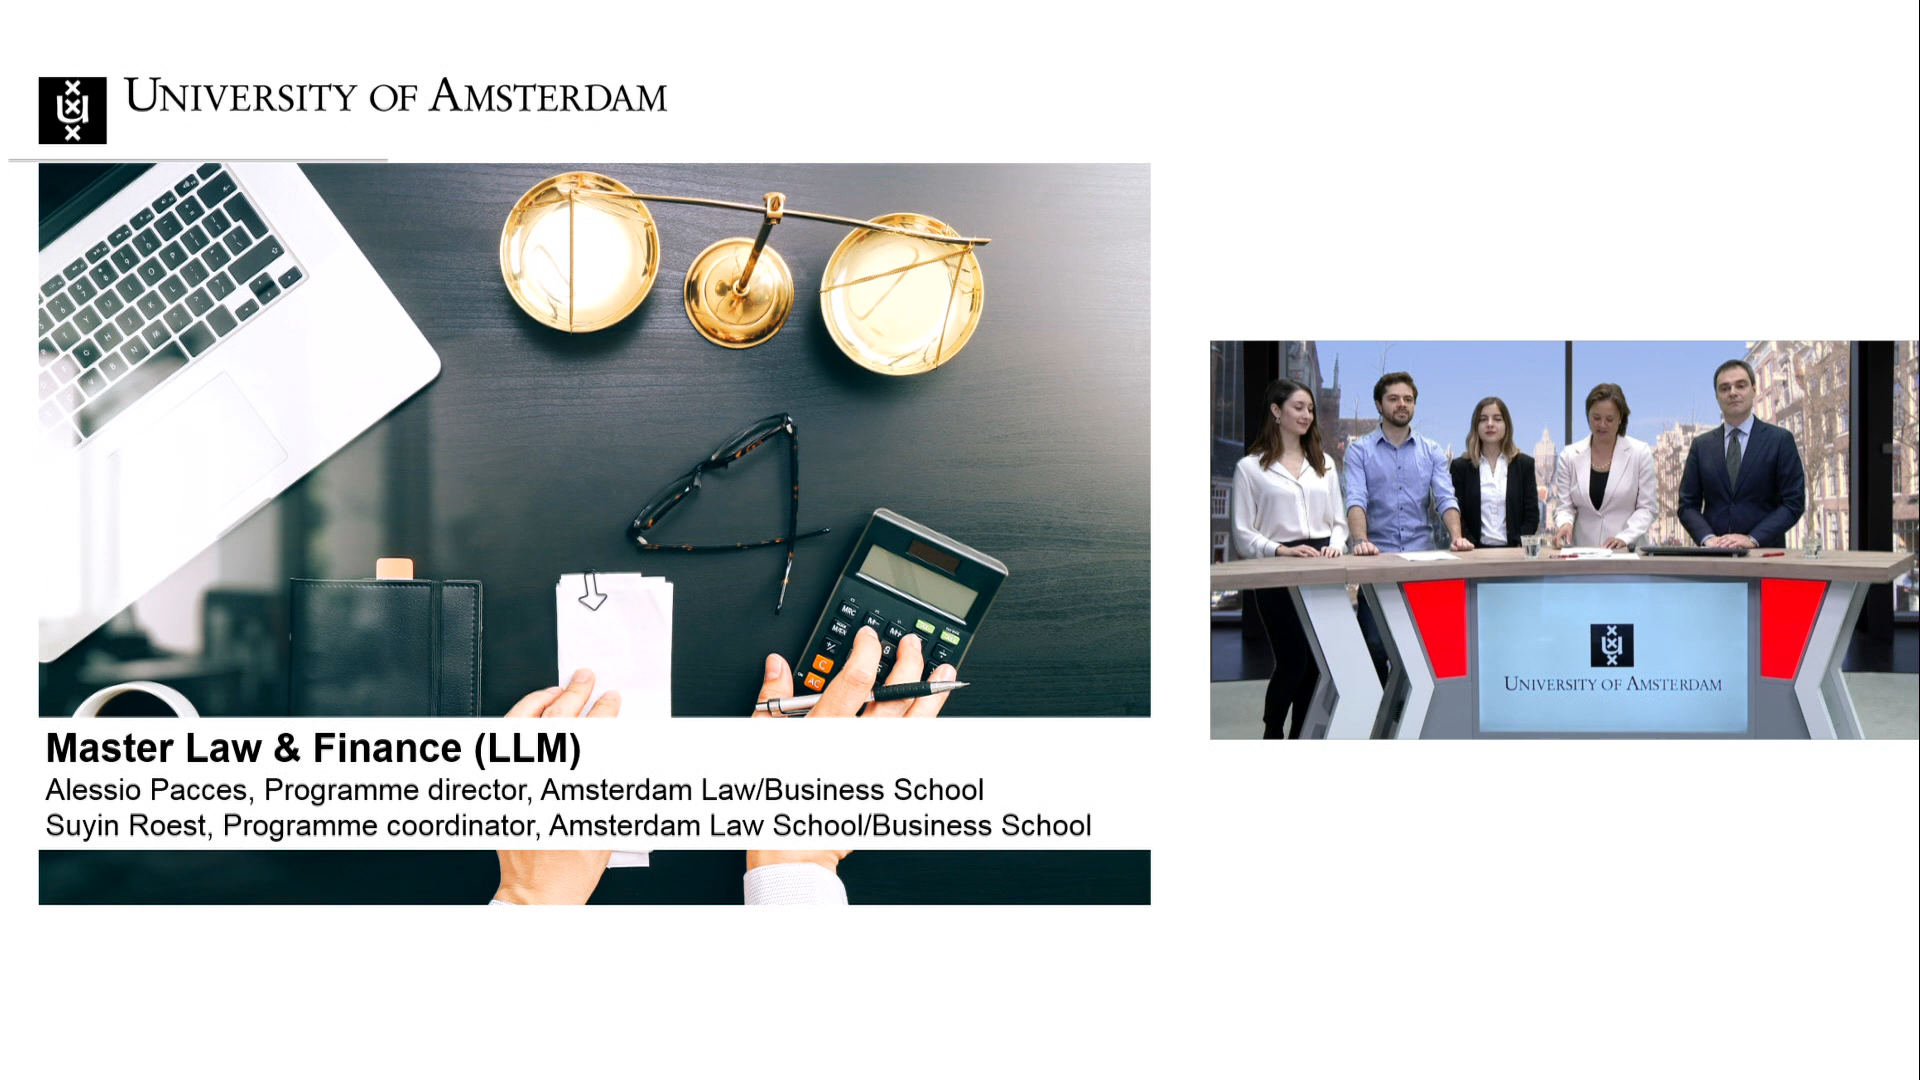 UNIVERSITY OF AMSTERDAM
Master Law & Finance (LLM)
Alessio Pacces, Programme director, Amsterdam Law/Business School
Suyin Roest, Programme coordinator, Amsterdam Law School/Business School
UNIVERSITY OF AMSTERDAM